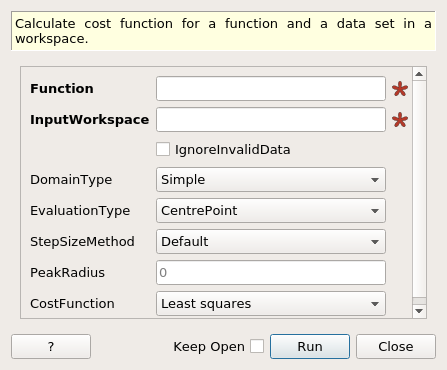 Calculate cost function for a function and a data set in a
workspace.
Function
InputWorkspace
IgnoreInvalidData
DomainType Simple
EvaluationType CentrePoint
StepSizeMethod Default
PeakRadius 0
CostFunction Least squares
? Keep Open Run Close